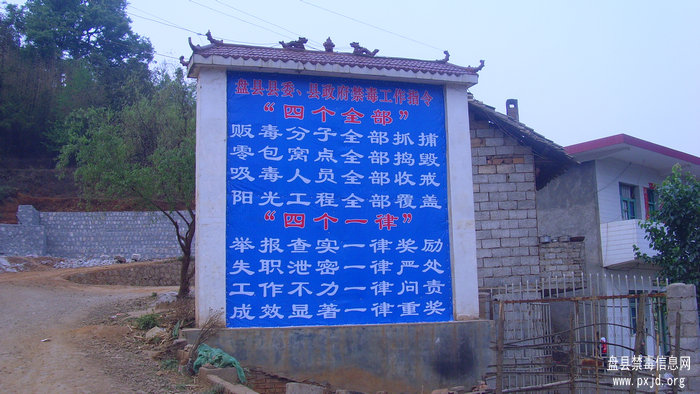 盘县县委、县政府禁毒工作指令
“四个全部”
贩毒分子全部抓捕
零包窝点全部捣毁
吸毒人员全部收戒
阳光工程全部覆盖
“四个一律”
举报查实一律奖励
失职泄密一律严处
工作不力一律问责
成效显著一律重奖
盘县禁毒信息网
www.pxjd.org